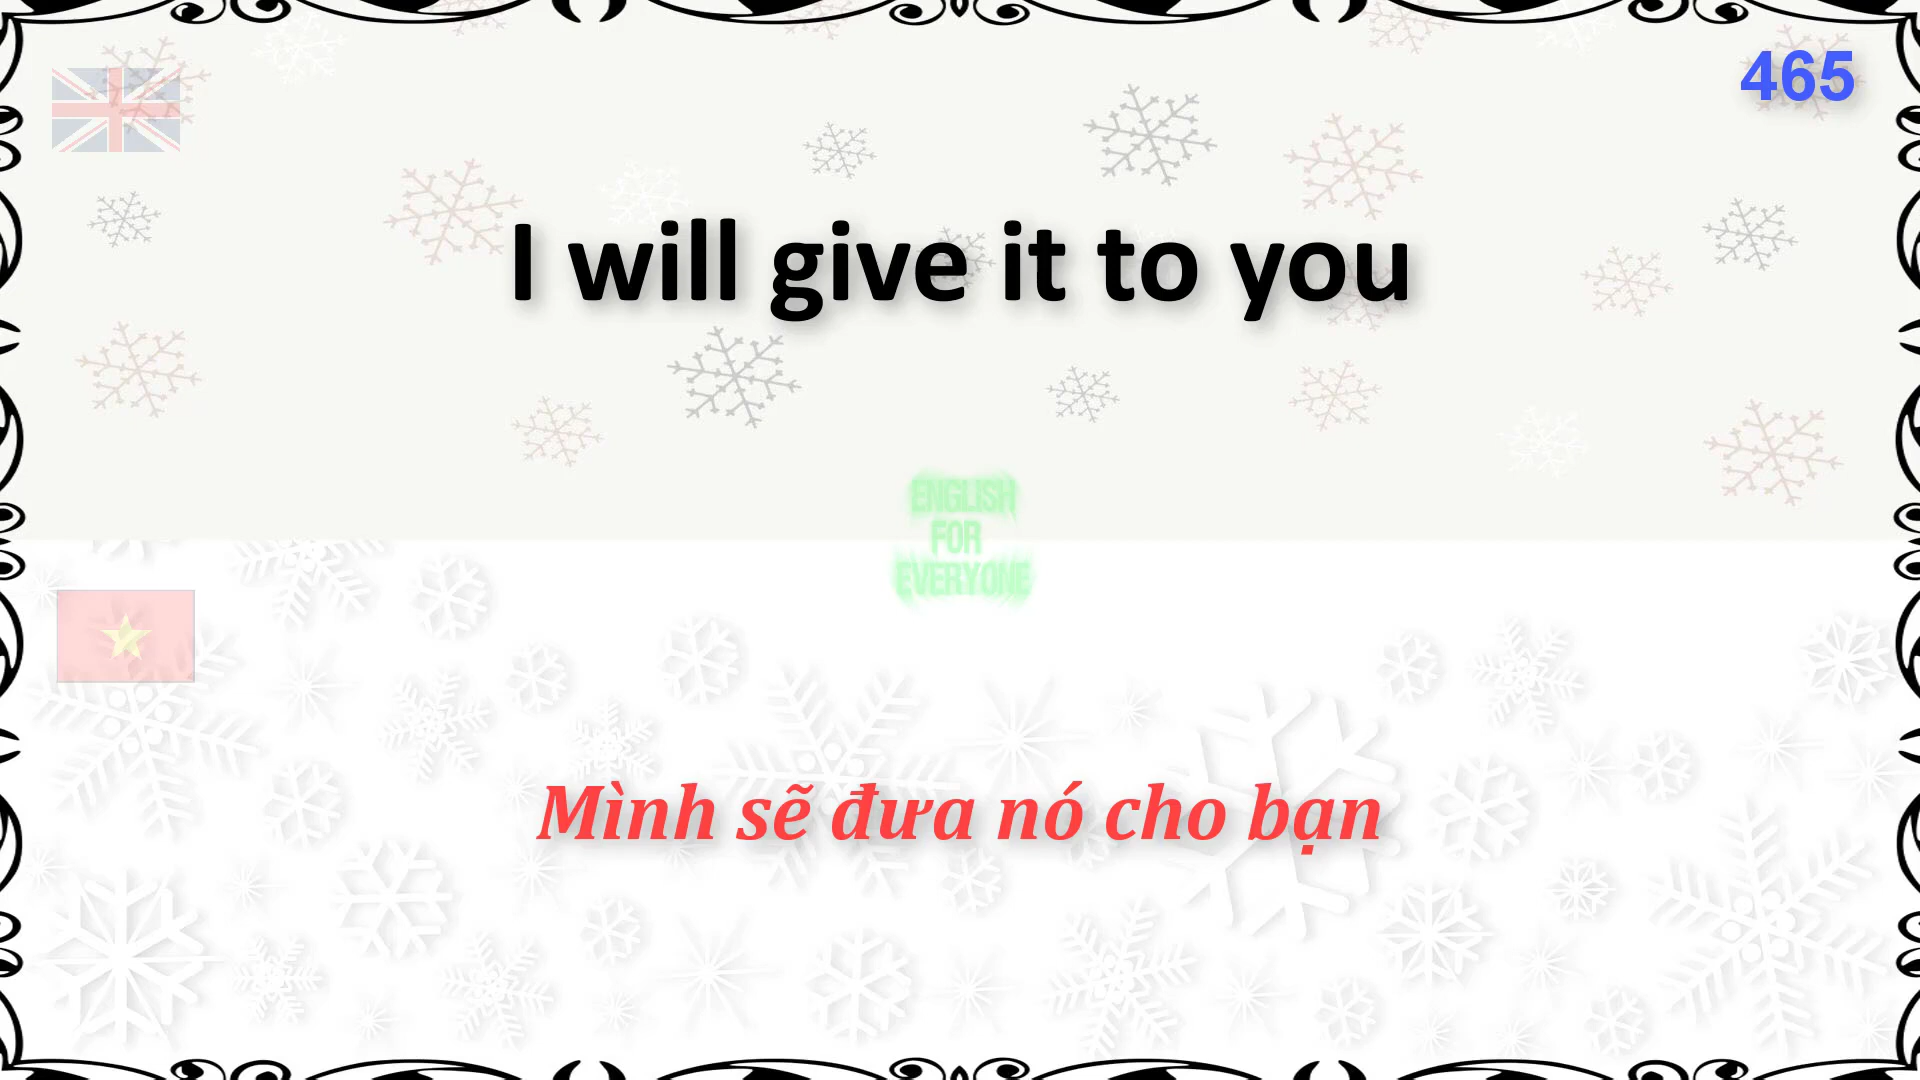 465
I will give it to you
ENGLISH
FOR
EVERYONE
Mình sẽ đưa nó cho bạn